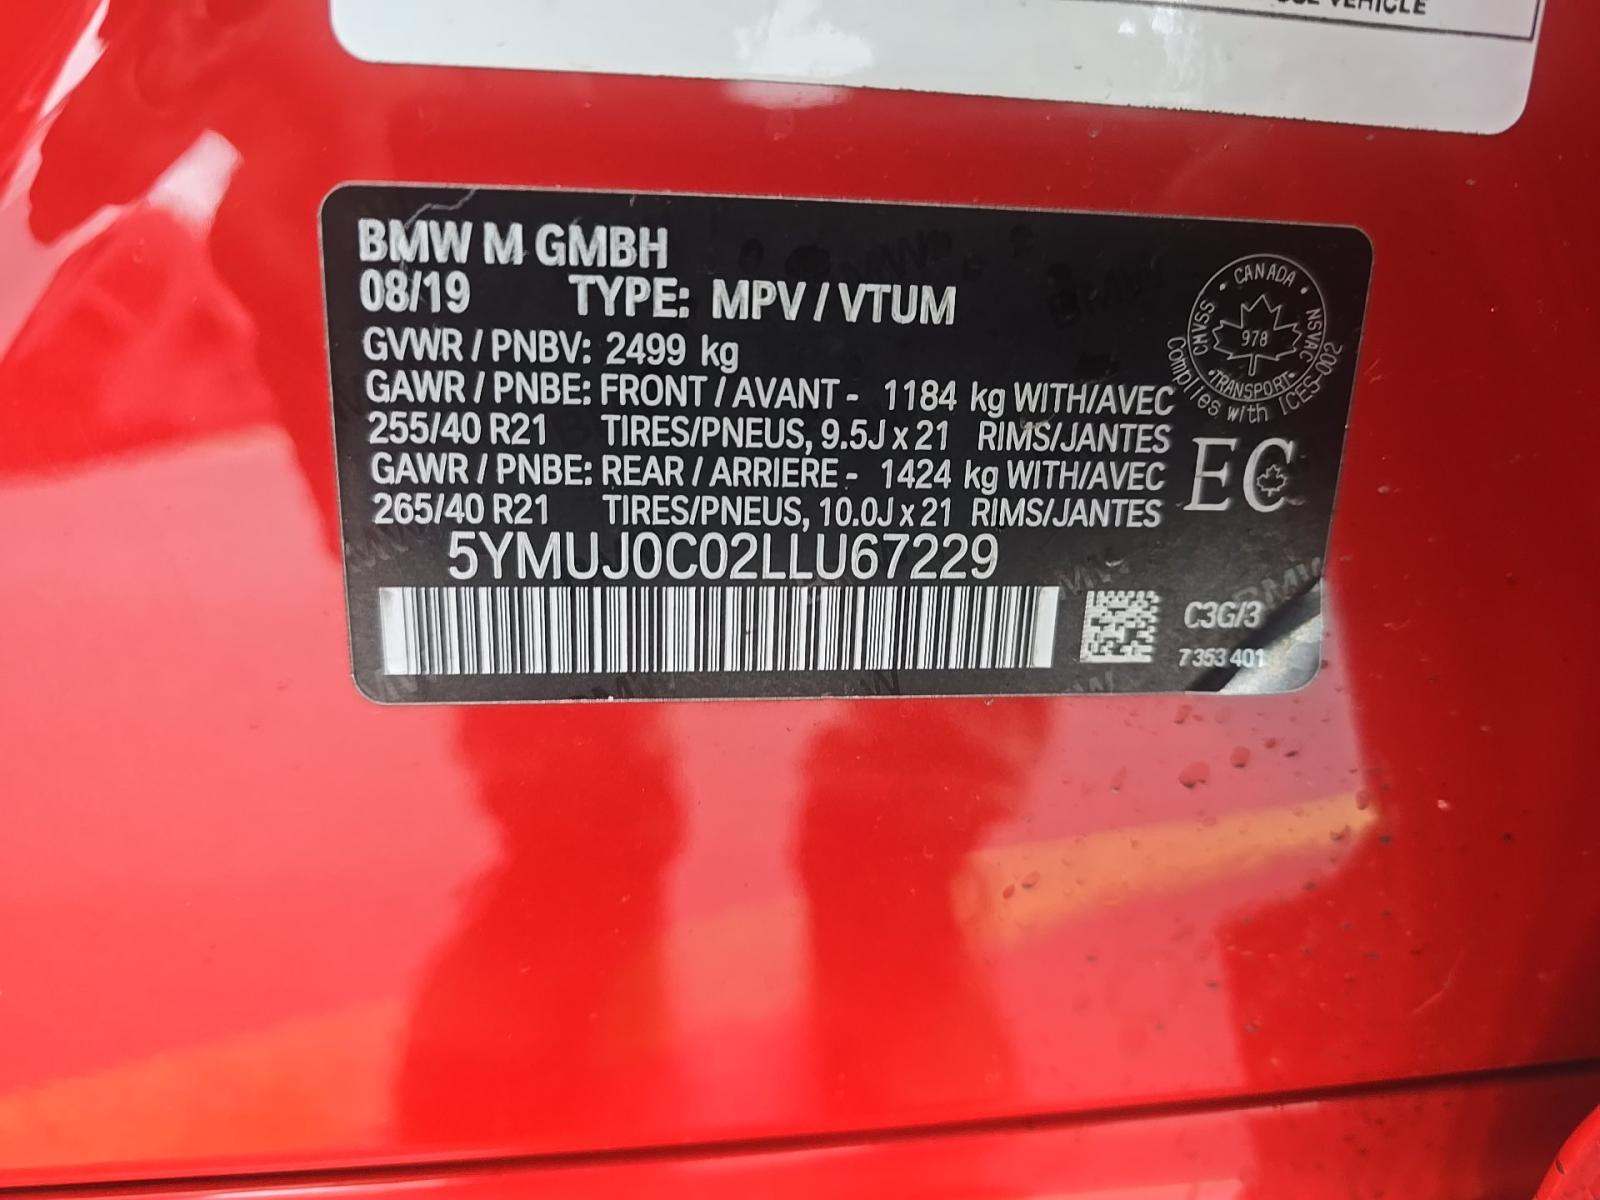 VEHICLE
BMW M GMBH
08/19 TYPE: MPV / VTUM
GVWR / PNBV: 2499 kg
GAWR / PNBE: FRONT / AVANT - 1184 kg WITH/AVEC
255/40 R21 TIRES/PNEUS, 9.5J x 21 RIMS/JANTES
GAWR / PNBE: REAR / ARRIERE - 1424 kg WITH/AVEC
265/40 R21 TIRES/PNEUS, 10.0J x 21 RIMS/JANTES
5YMUJ0C02LLU67229
CANADA
CMVSS NSVAC
978
TRANSPORT
Complies with ICES-002
EC
C3G/3
7353 401